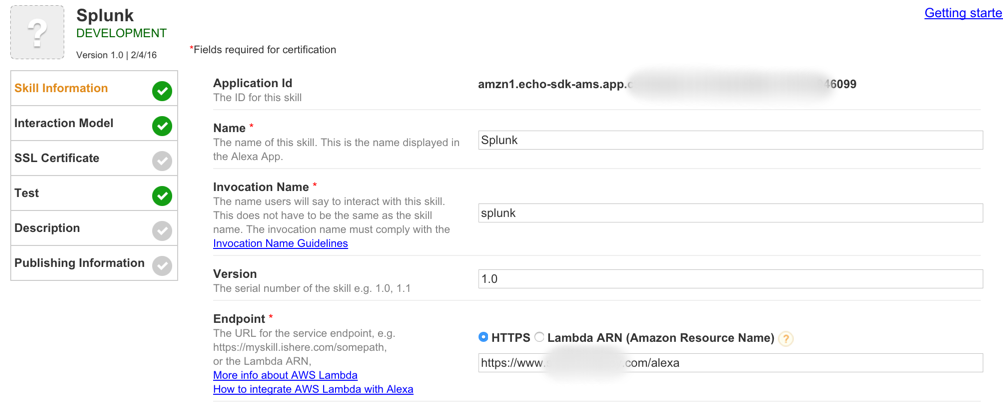 Splunk
DEVELOPMENT
Version 1.0 | 2/4/16
Getting starte
*Fields required for certification
Skill Information
Interaction Model
SSL Certificate
Test
Description
Publishing Information
Application Id
The ID for this skill
amzn1.echo-sdk-ams.app. 46099
Name *
The name of this skill. This is the name displayed in
the Alexa App.
Splunk
Invocation Name *
The name users will say to interact with this skill.
This does not have to be the same as the skill
name. The invocation name must comply with the
Invocation Name Guidelines
splunk
Version
The serial number of the skill e.g. 1.0, 1.1
1.0
Endpoint *
The URL for the service endpoint, e.g.
https://myskill.ishere.com/somepath,
or the Lambda ARN,
More info about AWS Lambda
How to integrate AWS Lambda with Alexa
HTTPS Lambda ARN (Amazon Resource Name) ?
https://www. com/alexa